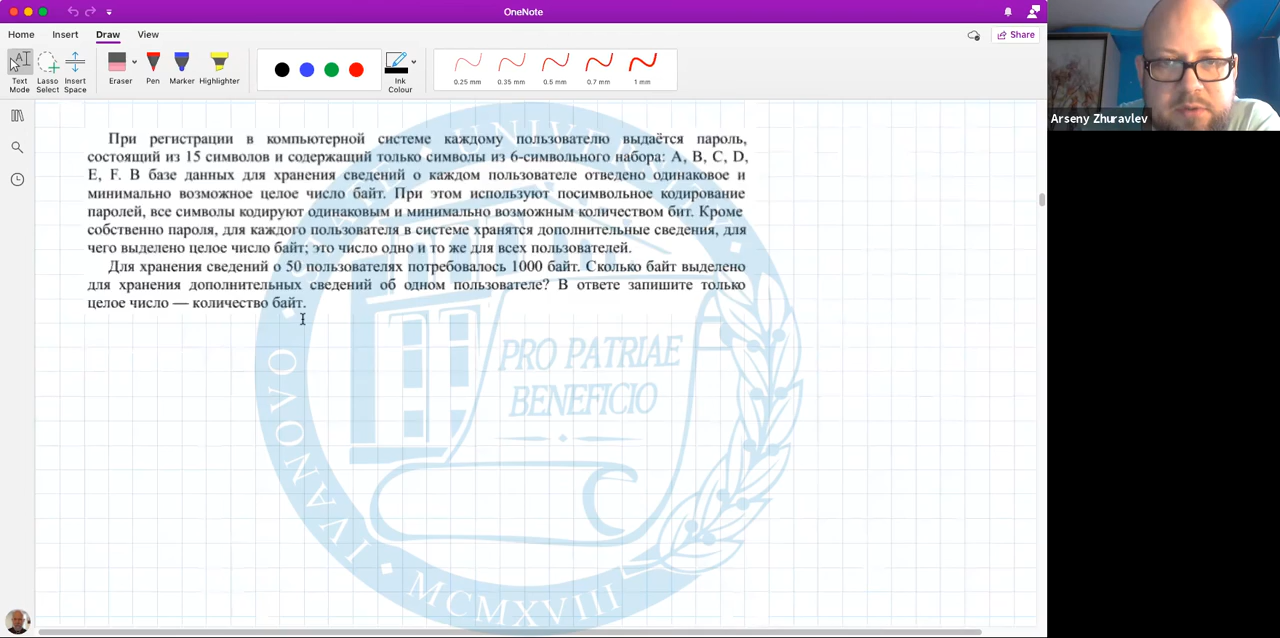 OneNote
Home Insert Draw View
Share
Text Mode
Lasso Select
Insert Space
Eraser
Pen
Marker
Highlighter
Ink Colour
0.25 mm
0.35 mm
0.5 mm
0.7 mm
1 mm
Arseny Zhuravlev
При регистрации в компьютерной системе каждому пользователю выдаётся пароль,
состоящий из 15 символов и содержащий только символы из 6-символьного набора: A, B, C, D,
E, F. В базе данных для хранения сведений о каждом пользователе отведено одинаковое и
минимально возможное целое число байт. При этом используют посимвольное кодирование
паролей, все символы кодируют одинаковым и минимально возможным количеством бит. Кроме
собственно пароля, для каждого пользователя в системе хранятся дополнительные сведения, для
чего выделено целое число байт; это число одно и то же для всех пользователей.
Для хранения сведений о 50 пользователях потребовалось 1000 байт. Сколько байт выделено
для хранения дополнительных сведений об одном пользователе? В ответе запишите только
целое число — количество байт.
PRO PATRIAE
BENEFICIO
MCMXVIII